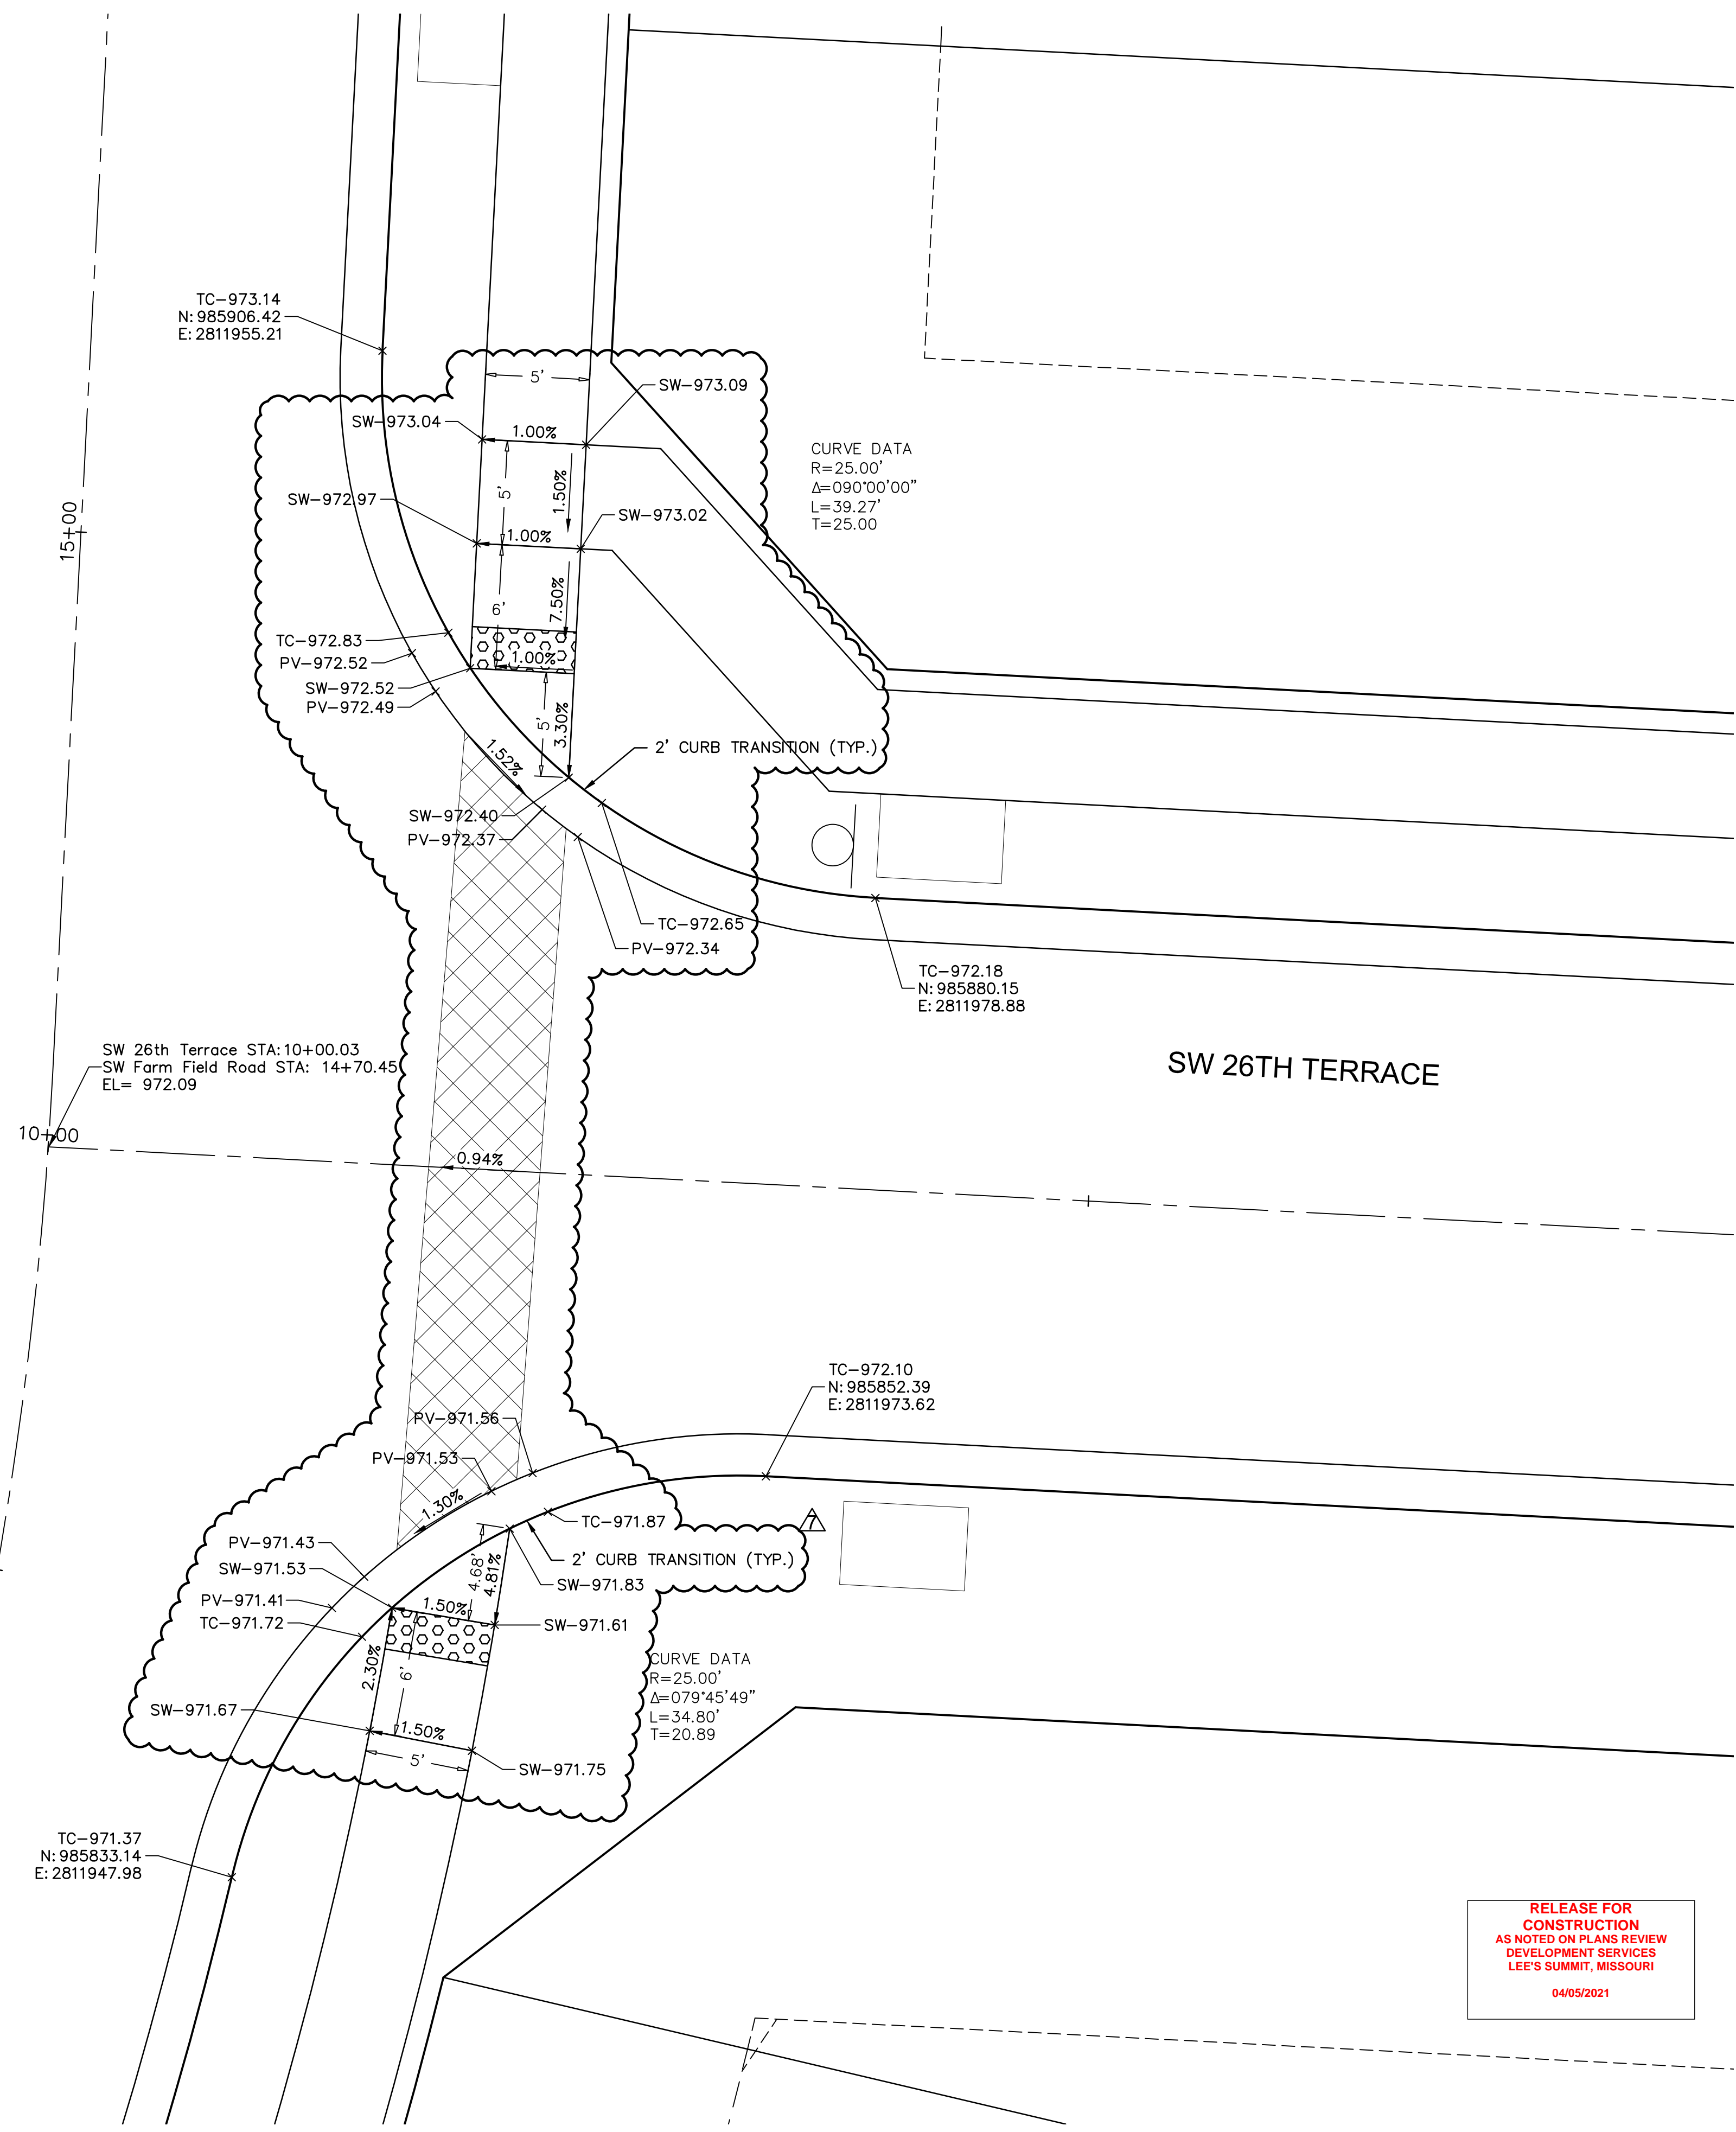 TC-973.14
N: 985906.42
E: 2811955.21
5'
SW-973.09
SW-973.04
1.00%
CURVE DATA
R=25.00'
Δ=090°00'00"
L=39.27'
T=25.00
5'
1.50%
SW-972.97
SW-973.02
15+00
1.00%
6'
7.50%
TC-972.83
PV-972.52
1.00%
SW-972.52
PV-972.49
5'
3.30%
1.52%
2' CURB TRANSITION (TYP.)
SW-972.40
PV-972.37
TC-972.65
PV-972.34
TC-972.18
N: 985880.15
E: 2811978.88
SW 26th Terrace STA:10+00.03
SW Farm Field Road STA: 14+70.45
EL= 972.09
SW 26TH TERRACE
10+00
0.94%
TC-972.10
N: 985852.39
E: 2811973.62
PV-971.56
PV-971.53
1.30%
TC-971.87
7
PV-971.43
2' CURB TRANSITION (TYP.)
SW-971.53
4.68'
4.81%
SW-971.83
PV-971.41
1.50%
TC-971.72
SW-971.61
2.30%
6'
CURVE DATA
R=25.00'
Δ=079°45'49"
L=34.80'
T=20.89
SW-971.67
1.50%
5'
SW-971.75
TC-971.37
N: 985833.14
E: 2811947.98
RELEASE FOR
CONSTRUCTION
AS NOTED ON PLANS REVIEW
DEVELOPMENT SERVICES
LEE'S SUMMIT, MISSOURI
04/05/2021